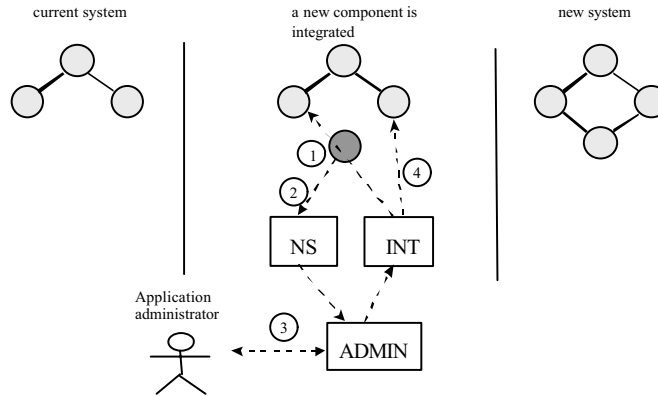 current system
a new component is
integrated
new system
1
4
2
NS
INT
Application
administrator
3
ADMIN